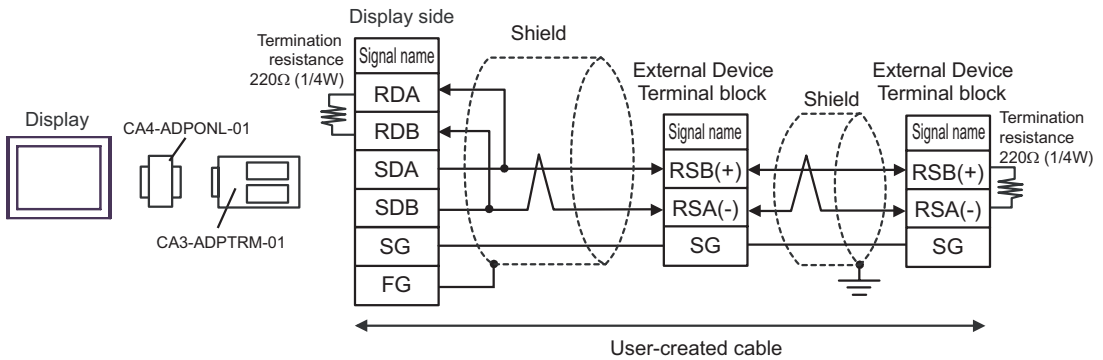 Display side
Shield
Termination
resistance
220Ω (1/4W)
Signal name
RDA
RDB
SDA
SDB
SG
FG
Display
CA4-ADPONL-01
CA3-ADPTRM-01
External Device
Terminal block
Signal name
RSB(+)
RSA(-)
SG
Shield
External Device
Terminal block
Signal name
RSB(+)
RSA(-)
SG
Termination
resistance
220Ω (1/4W)
User-created cable